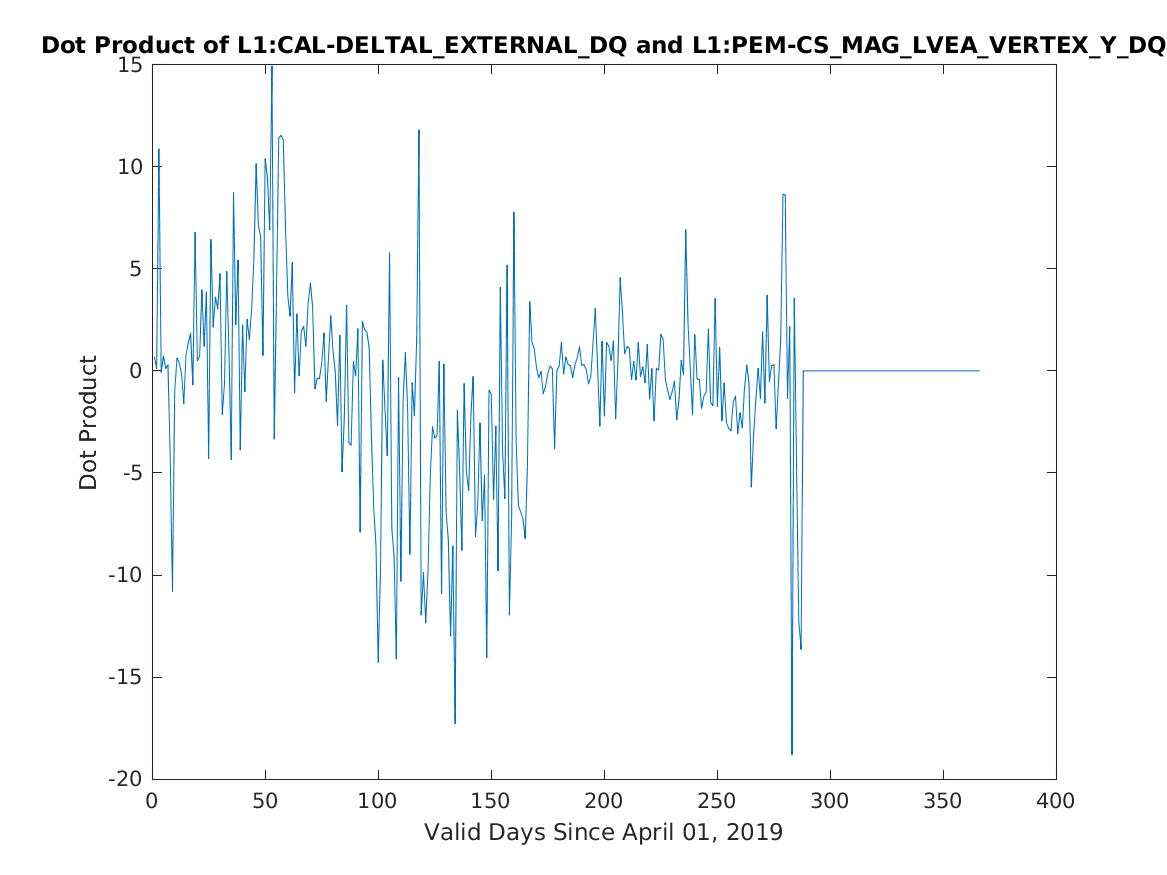 Dot Product of L1:CAL-DELTAL_EXTERNAL_DQ and L1:PEM-CS_MAG_LVEA_VERTEX_Y_DQ
15
10
5
0
-5
-10
-15
-20
Dot Product
0 50 100 150 200 250 300 350 400
Valid Days Since April 01, 2019